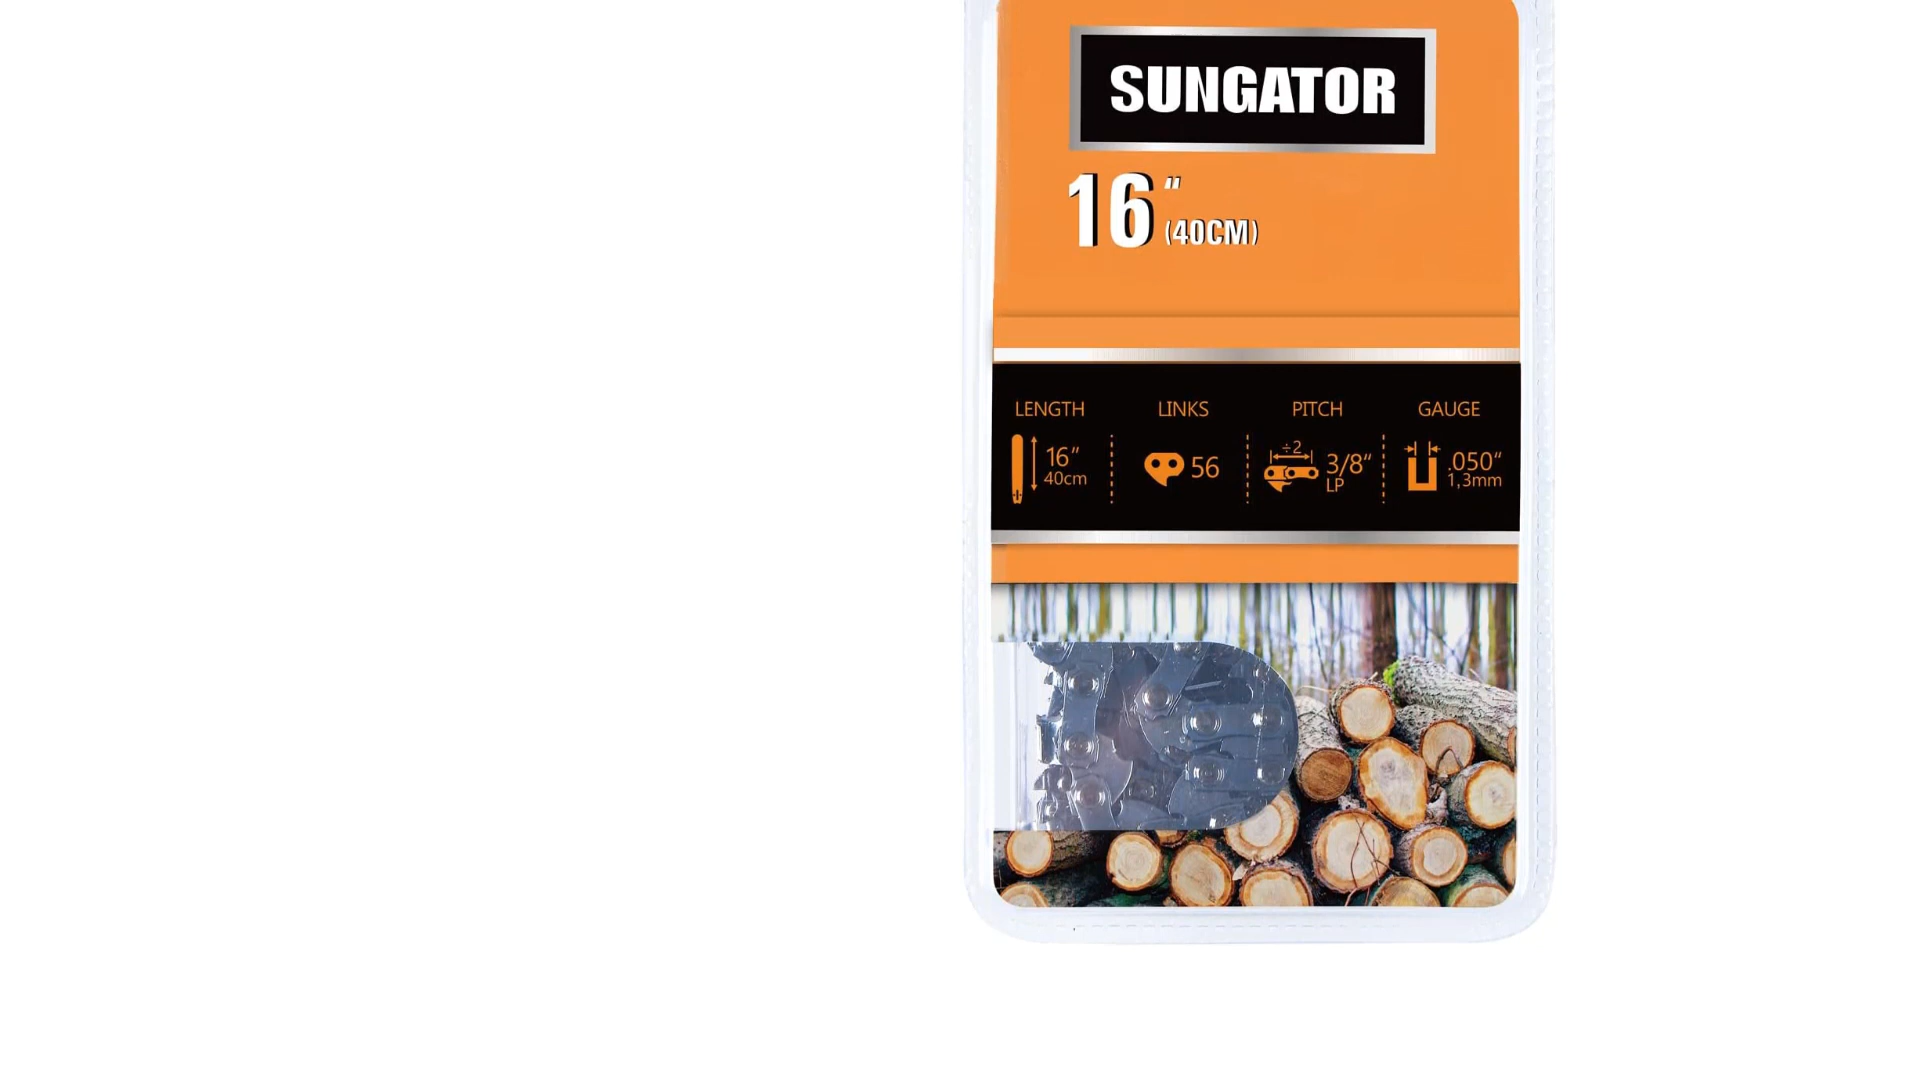 SUNGATOR
16“
(40CM)
LENGTH LINKS PITCH GAUGE
÷2
16” 56 3/8“ .050“
40cm LP 1,3mm